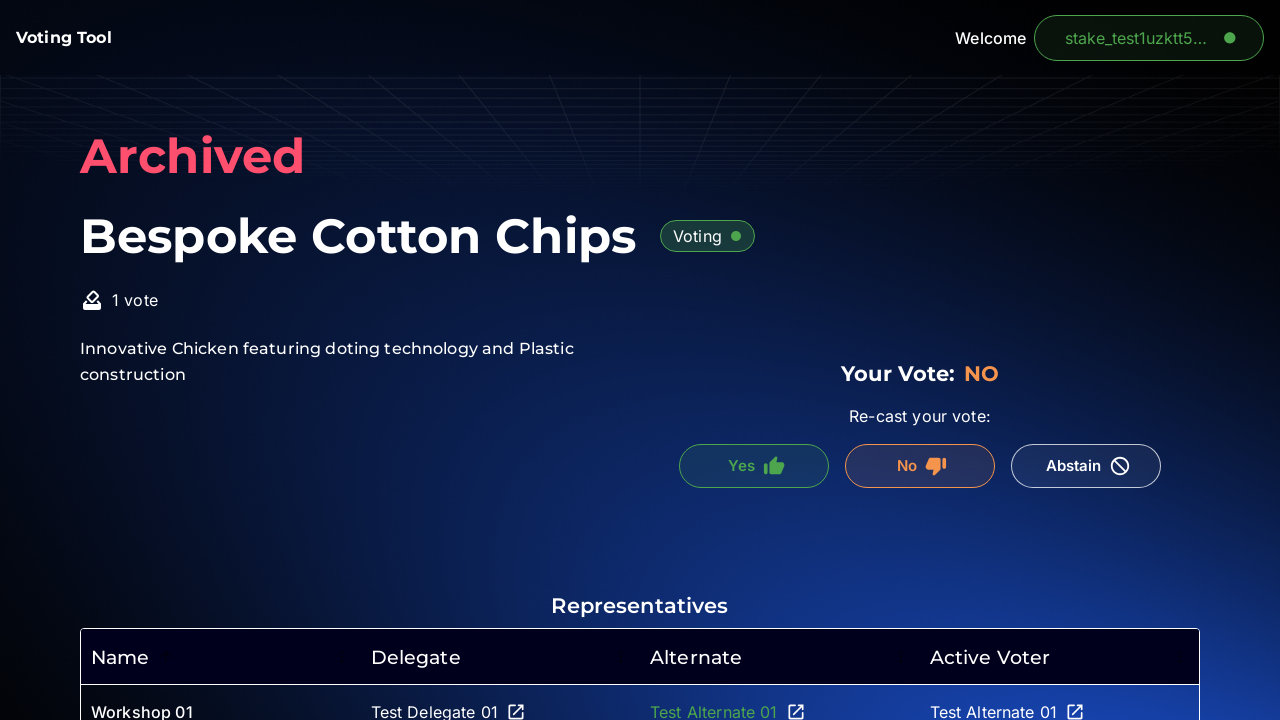 Voting Tool
Welcome
stake_test1uzktt5...
Archived
Bespoke Cotton Chips
Voting
1 vote
Innovative Chicken featuring doting technology and Plastic
construction
Your Vote: NO
Re-cast your vote:
Yes
No
Abstain
Representatives
Name Delegate Alternate Active Voter
Workshop 01 Test Delegate 01 Test Alternate 01 Test Alternate 01